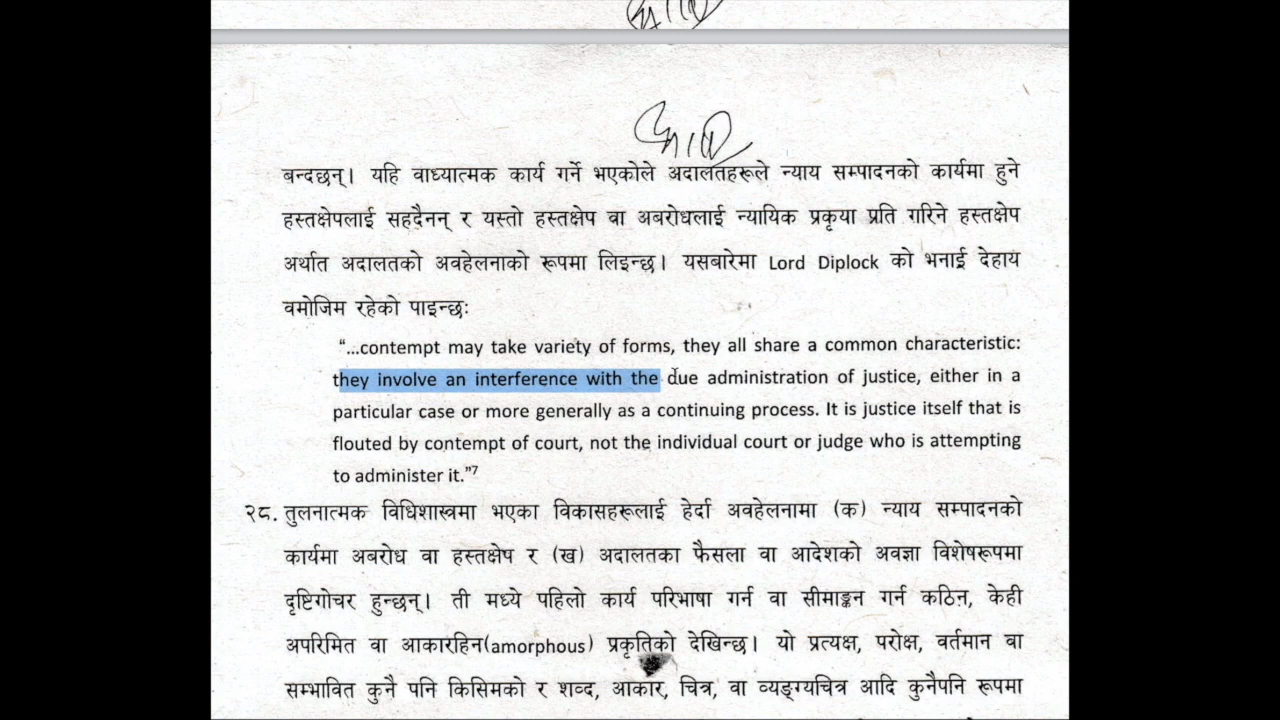 बन्दछन्। यहि वाध्यात्मक कार्य गर्ने भएकोले अदालतहरूले न्याय सम्पादनको कार्यमा हुने
हस्तक्षेपलाई सहदैनन् र यस्तो हस्तक्षेप वा अबरोधलाई न्यायिक प्रकृया प्रति गरिने हस्तक्षेप
अर्थात अदालतको अवहेलनाको रूपमा लिइन्छ। यसबारेमा Lord Diplock को भनाई देहाय
वमोजिम रहेको पाइन्छः
“...contempt may take variety of forms, they all share a common characteristic:
they involve an interference with the due administration of justice, either in a
particular case or more generally as a continuing process. It is justice itself that is
flouted by contempt of court, not the individual court or judge who is attempting
to administer it.”7
२८. तुलनात्मक विधिशास्त्रमा भएका विकासहरूलाई हेर्दा अवहेलनामा (क) न्याय सम्पादनको
कार्यमा अबरोध वा हस्तक्षेप र (ख) अदालतका फैसला वा आदेशको अवज्ञा विशेषरूपमा
दृष्टिगोचर हुन्छन्। ती मध्ये पहिलो कार्य परिभाषा गर्न वा सीमाङ्कन गर्न कठिन, केही
अपरिमित वा आकारहिन(amorphous) प्रकृतिको देखिन्छ। यो प्रत्यक्ष, परोक्ष, वर्तमान वा
सम्भावित कुनै पनि किसिमको र शव्द, आकार, चित्र, वा व्यङ्ग्यचित्र आदि कुनैपनि रूपमा